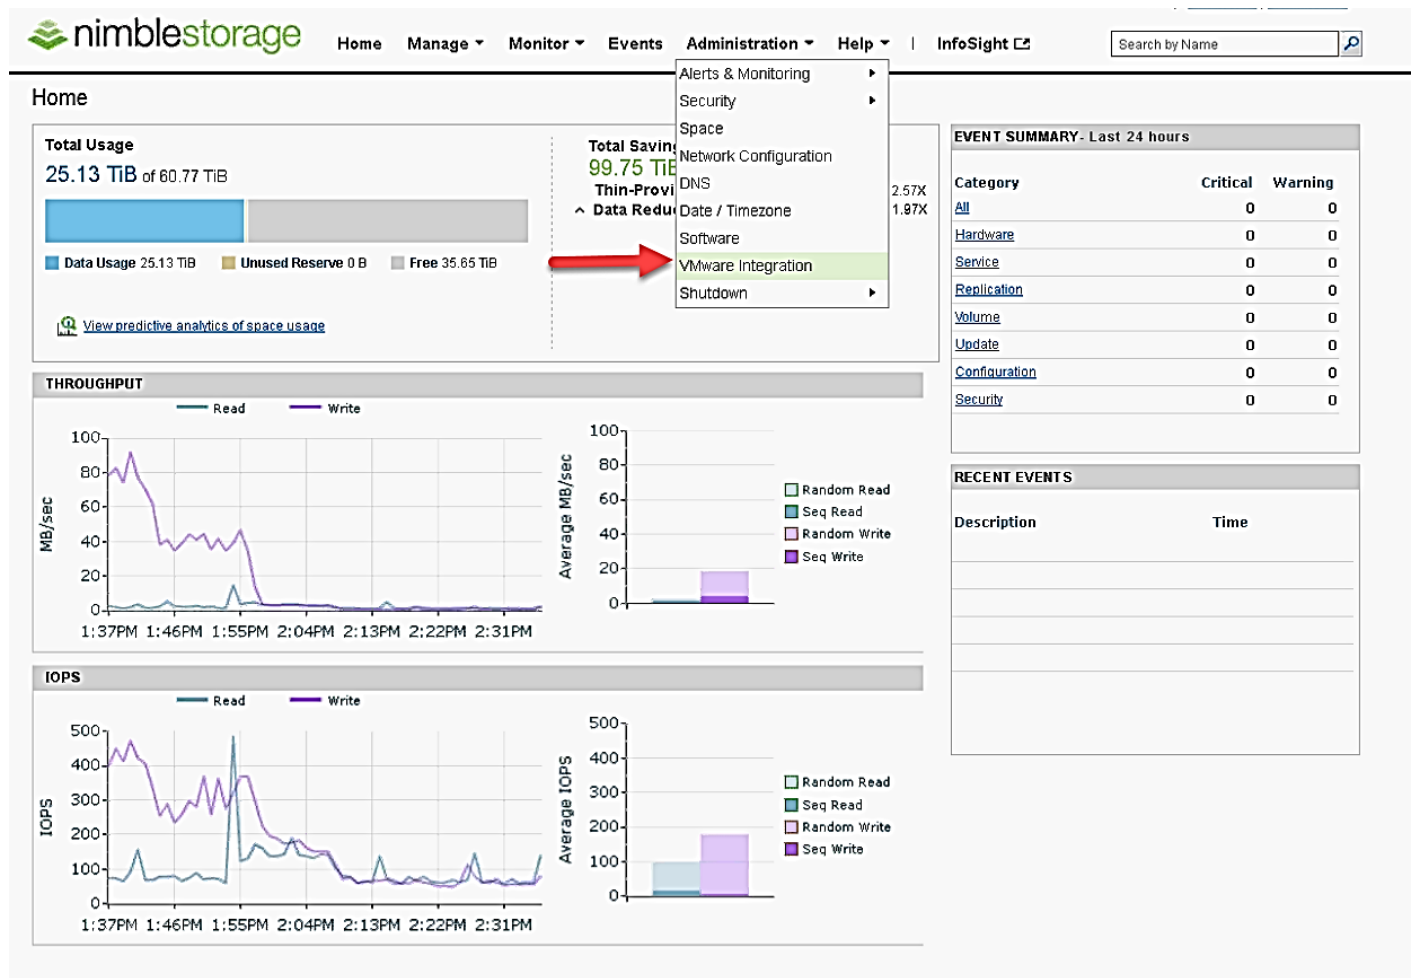 nimblestorage
Home Manage Monitor Events Administration Help | InfoSight
Search by Name
Alerts & Monitoring
Security
Space
Network Configuration
DNS
Date / Timezone
Software
VMware Integration
Shutdown
Home
Total Usage
25.13 TiB of 60.77 TiB
Data Usage 25.13 TiB Unused Reserve 0 B Free 35.65 TiB
View predictive analytics of space usage
Total
99.75
2.57X
Data 1.97X
EVENT SUMMARY- Last 24 hours
Category Critical Warning
All 0 0
Hardware 0 0
Service 0 0
Replication 0 0
Volume 0 0
Update 0 0
Configuration 0 0
Security 0 0
RECENT EVENTS
Description Time
THROUGHPUT
Read Write
MB/sec
100
80
60
40
20
0
1:37PM 1:46PM 1:55PM 2:04PM 2:13PM 2:22PM 2:31PM
Average MB/sec
100
80
60
40
20
0
Random Read
Seq Read
Random Write
Seq Write
IOPS
Read Write
IOPS
500
400
300
200
100
0
1:37PM 1:46PM 1:55PM 2:04PM 2:13PM 2:22PM 2:31PM
Average IOPS
500
400
300
200
100
0
Random Read
Seq Read
Random Write
Seq Write